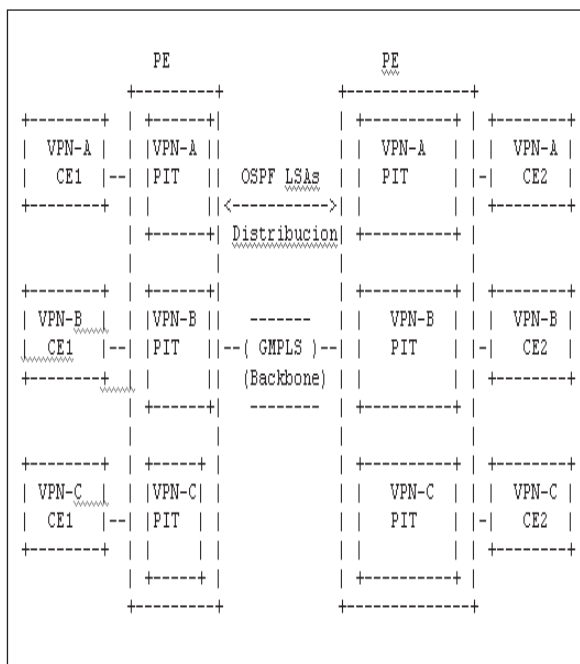 PE PE
+---------+ +---------------+
+--------+ | +------+| | +----------+ | +--------+
| VPN-A | | |VPN-A || | |VPN-A | | | VPN-A |
| CE1 |--| |PIT || OSPF LSAs | |PIT | |-| CE2 |
+--------+ | | || <-----------> | | | | +--------+
| +------+| Distribucion | +----------+ |
| | | |
+--------+ | +------+| | +----------+ | +--------+
| VPN-B | | |VPN-B || ------- | | VPN-B | | | VPN-B |
| CE1 |--| |PIT ||--( GMPLS )--| | PIT | |-| CE2 |
+--------+ | | || (Backbone) | | | | +--------+
| +------+| ------- | +----------+ |
| | | |
+--------+ | +-----+ | | +----------+ | +--------+
| VPN-C | | |VPN-C| | | | VPN-C | | | VPN-C |
| CE1 |--| |PIT | | | | PIT | |-| CE2 |
+--------+ | | | | | | | | +--------+
| +-----+ | | +----------+ |
+---------+ +---------------+